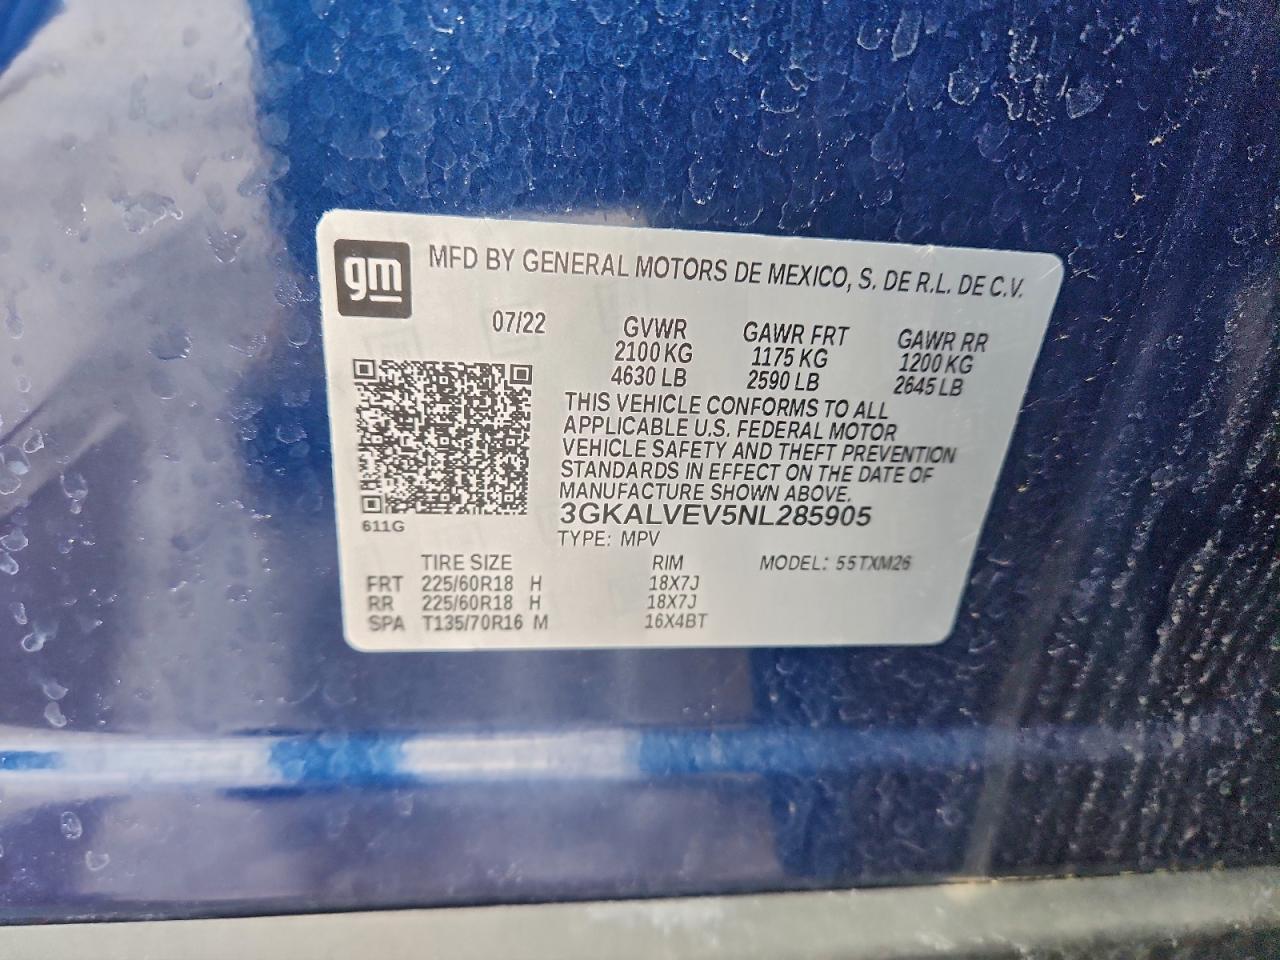 gm
MFD BY GENERAL MOTORS DE MEXICO, S. DE R.L. DE C.V.
07/22 GVWR GAWR FRT GAWR RR
2100 KG 1175 KG 1200 KG
4630 LB 2590 LB 2645 LB
THIS VEHICLE CONFORMS TO ALL
APPLICABLE U.S. FEDERAL MOTOR
VEHICLE SAFETY AND THEFT PREVENTION
STANDARDS IN EFFECT ON THE DATE OF
MANUFACTURE SHOWN ABOVE.
3GKALVEV5NL285905
611G
TYPE: MPV
TIRE SIZE RIM MODEL: 55TXM26
FRT 225/60R18 H 18X7J
RR 225/60R18 H 18X7J
SPA T135/70R16 M 16X4BT